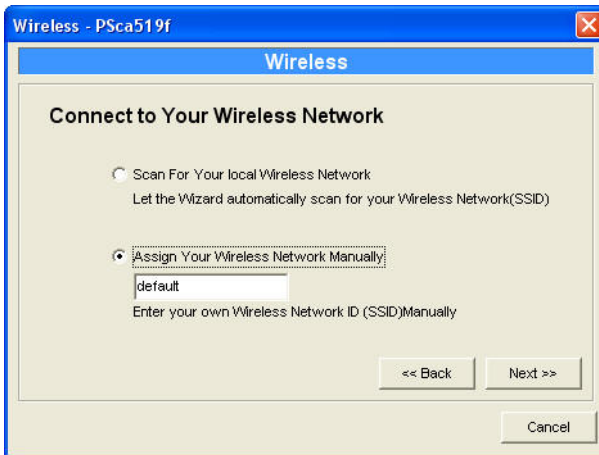 Wireless - PSca519f
Wireless
Connect to Your Wireless Network
Scan For Your local Wireless Network
Let the Wizard automatically scan for your Wireless Network(SSID)
Assign Your Wireless Network Manually
default
Enter your own Wireless Network ID (SSID)Manually
<< Back
Next >>
Cancel